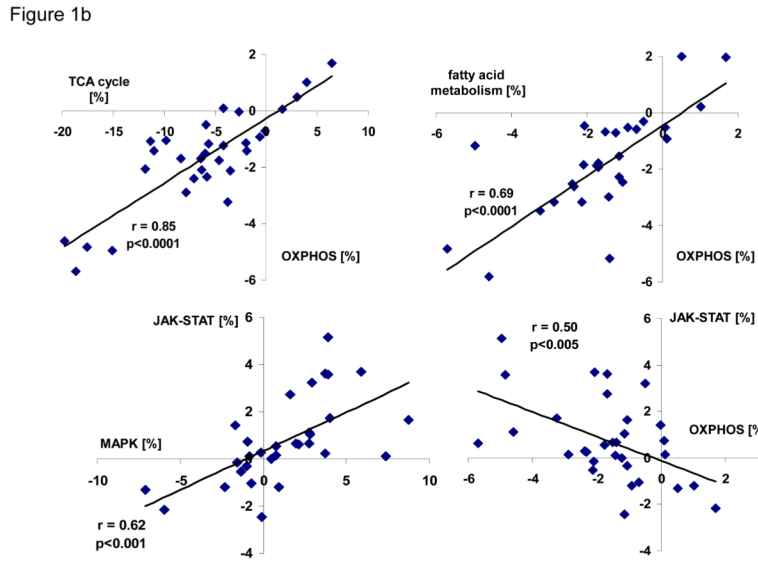 Figure 1b
TCA cycle
[%]
2
0
-20
-15
-10
-5
0
5
10
-2
-4
-6
r = 0.85
p<0.0001
OXPHOS [%]
fatty acid
metabolism [%]
2
0
-6
-4
-2
0
2
-2
-4
-6
r = 0.69
p<0.0001
OXPHOS [%]
JAK-STAT [%]
6
4
2
0
MAPK [%]
-10
-5
0
5
10
-2
-4
r = 0.62
p<0.001
6
JAK-STAT [%]
r = 0.50
p<0.005
4
2
OXPHOS [%]
0
-6
-4
-2
0
2
-2
-4